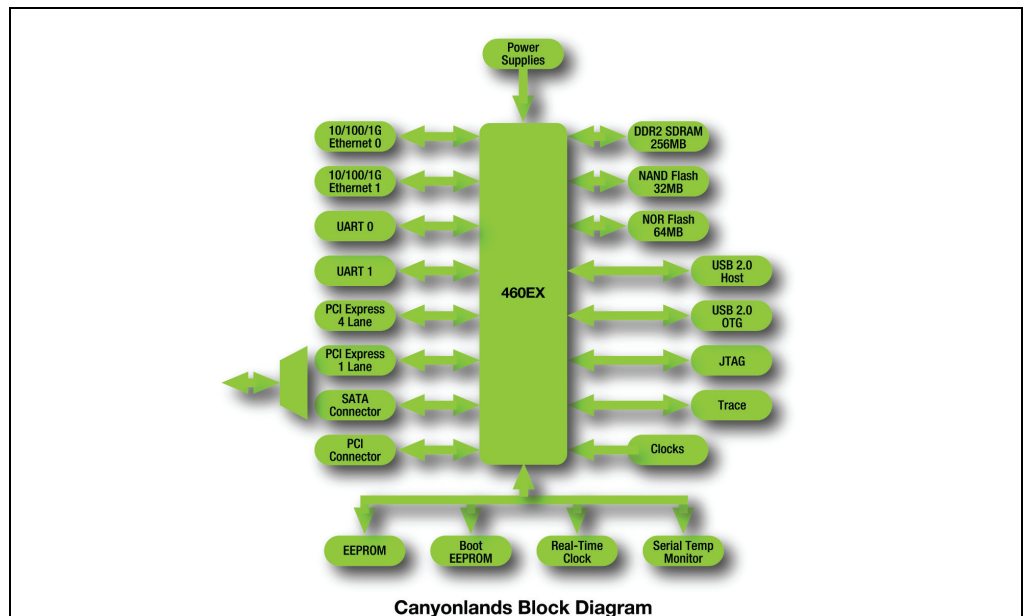 Power
Supplies
10/100/1G
Ethernet 0
10/100/1G
Ethernet 1
UART 0
UART 1
PCI Express
4 Lane
PCI Express
1 Lane
SATA
Connector
PCI
Connector
460EX
DDR2 SDRAM
256MB
NAND Flash
32MB
NOR Flash
64MB
USB 2.0
Host
USB 2.0
OTG
JTAG
Trace
Clocks
EEPROM
Boot
EEPROM
Real-Time
Clock
Serial Temp
Monitor
Canyonlands Block Diagram